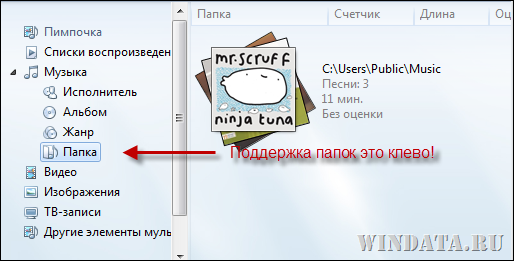 Папка Счетчик Длина Оц
Пимпочка
Списки воспроизведен
Музыка
Исполнитель
Альбом
Жанр
Папка
Видео
Изображения
ТВ-записи
Другие элементы муль
mr.scruff
ninja tuna
C:\Users\Public\Music
Песни: 3
11 мин.
Без оценки
Поддержка папок это клево!
WINDATA.RU